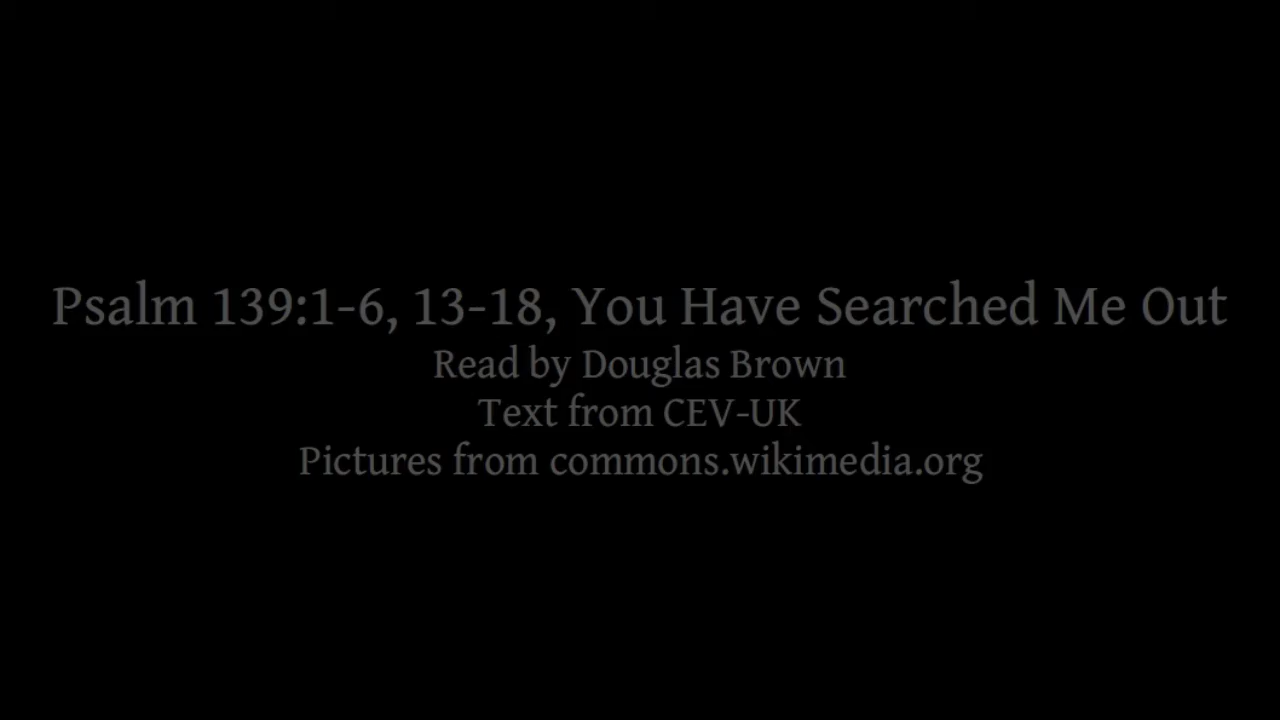 Psalm 139:1-6, 13-18, You Have Searched Me Out
Read by Douglas Brown
Text from CEV-UK
Pictures from commons.wikimedia.org